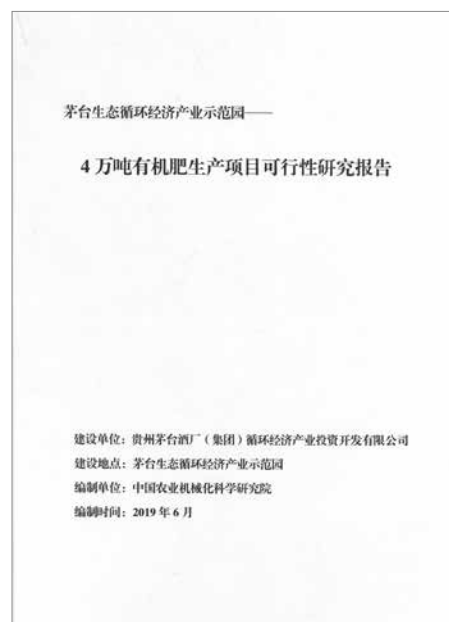 茅台生态循环经济产业示范园——
4 万吨有机肥生产项目可行性研究报告
建设单位：贵州茅台酒厂（集团）循环经济产业投资开发有限公司
建设地点：茅台生态循环经济产业示范园
编制单位：中国农业机械化科学研究院
编制时间：2019 年 6 月